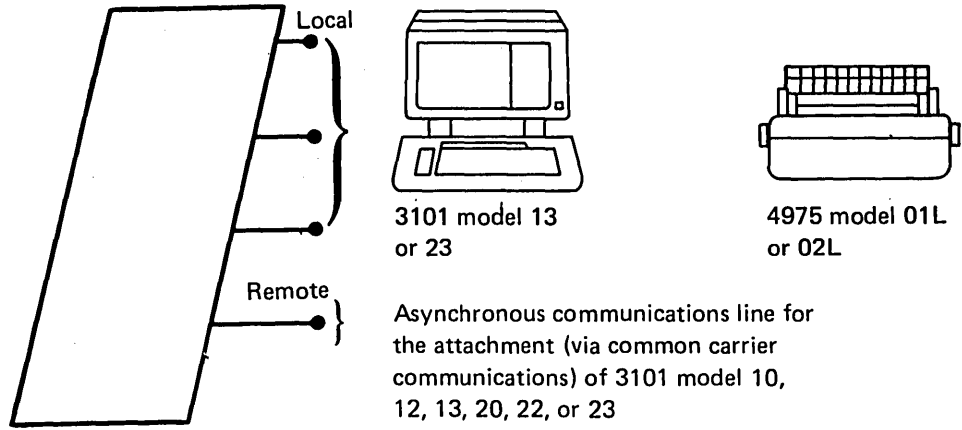 Local
3101 model 13
or 23
4975 model 01L
or 02L
Remote
Asynchronous communications line for
the attachment (via common carrier
communications) of 3101 model 10,
12, 13, 20, 22, or 23